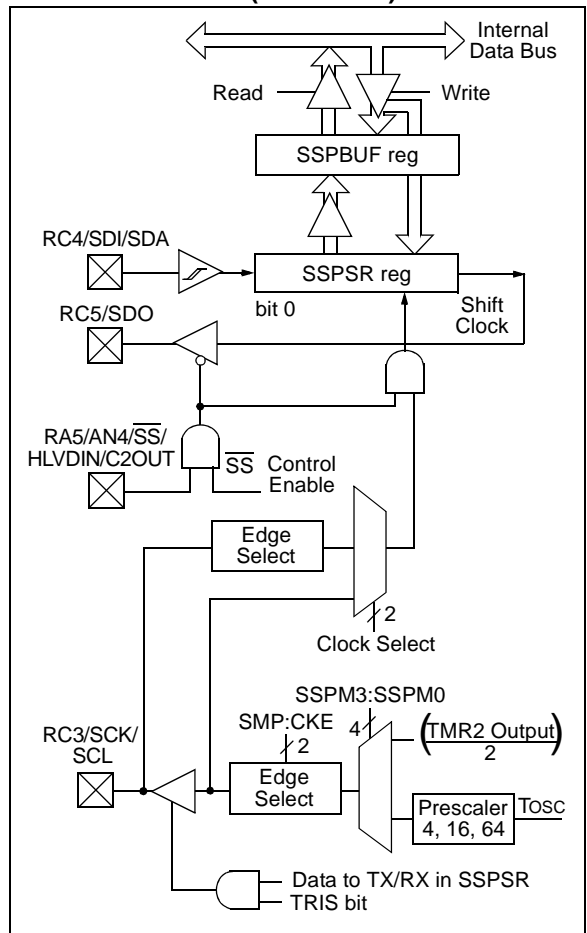 Internal
Data Bus
Read
Write
SSPBUF reg
RC4/SDI/SDA
SSPSR reg
bit 0
Shift
Clock
RC5/SDO
RA5/AN4/SS/
HLVDIN/C2OUT
SS Control
Enable
Edge
Select
2
Clock Select
SSPM3:SSPM0
SMP:CKE
4
(TMR2 Output)
2
2
RC3/SCK/
SCL
Edge
Select
Prescaler
4, 16, 64
TOSC
Data to TX/RX in SSPSR
TRIS bit